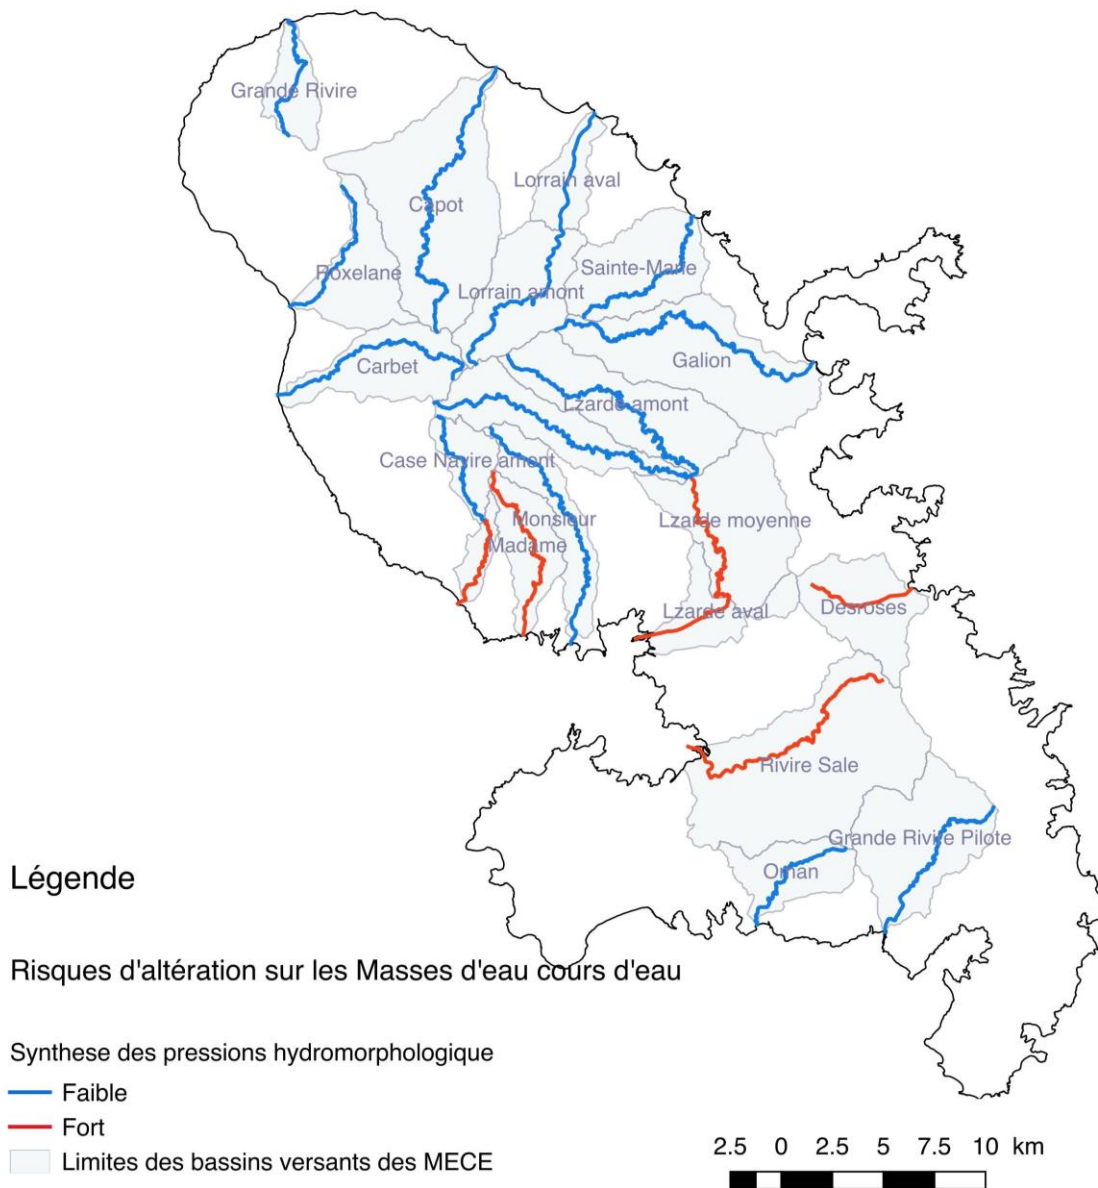 Grande Rivire
Lorrain aval
Capot
Sainte-Marie
Roxelane
Lorrain amont
Galion
Carbet
Lzarde amont
Case Navire amont
Monsieur
Lzarde moyenne
Madame
Lzarde aval
Desroses
Rivire Sale
Grande Rivire Pilote
Oman
Légende
Risques d'altération sur les Masses d'eau cours d'eau
Synthese des pressions hydromorphologique
Faible
Fort
Limites des bassins versants des MECE
2.5 0 2.5 5 7.5 10 km